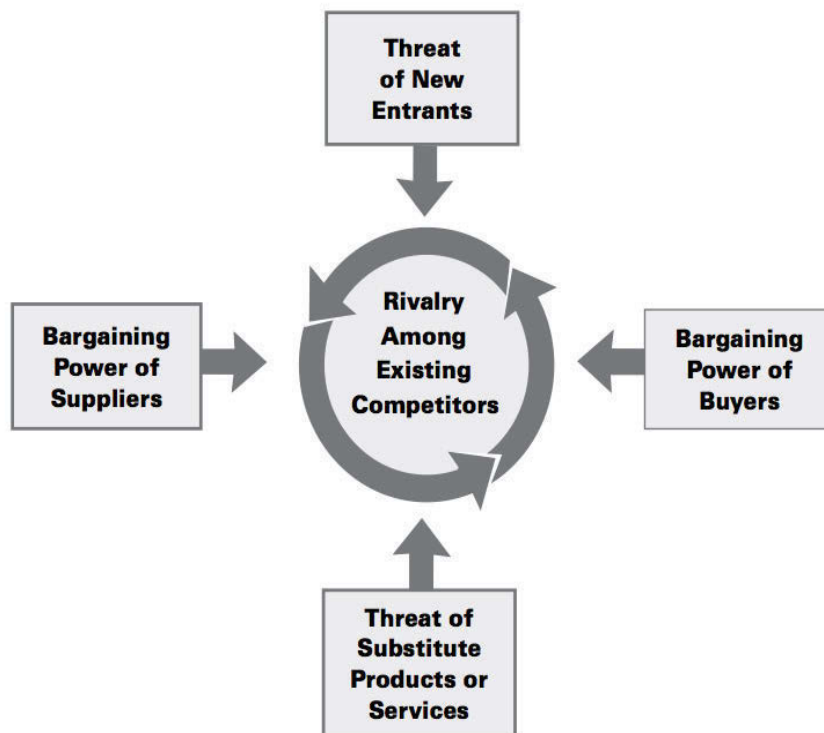 Threat
of New
Entrants
Bargaining
Power of
Suppliers
Rivalry
Among
Existing
Competitors
Bargaining
Power of
Buyers
Threat of
Substitute
Products or
Services